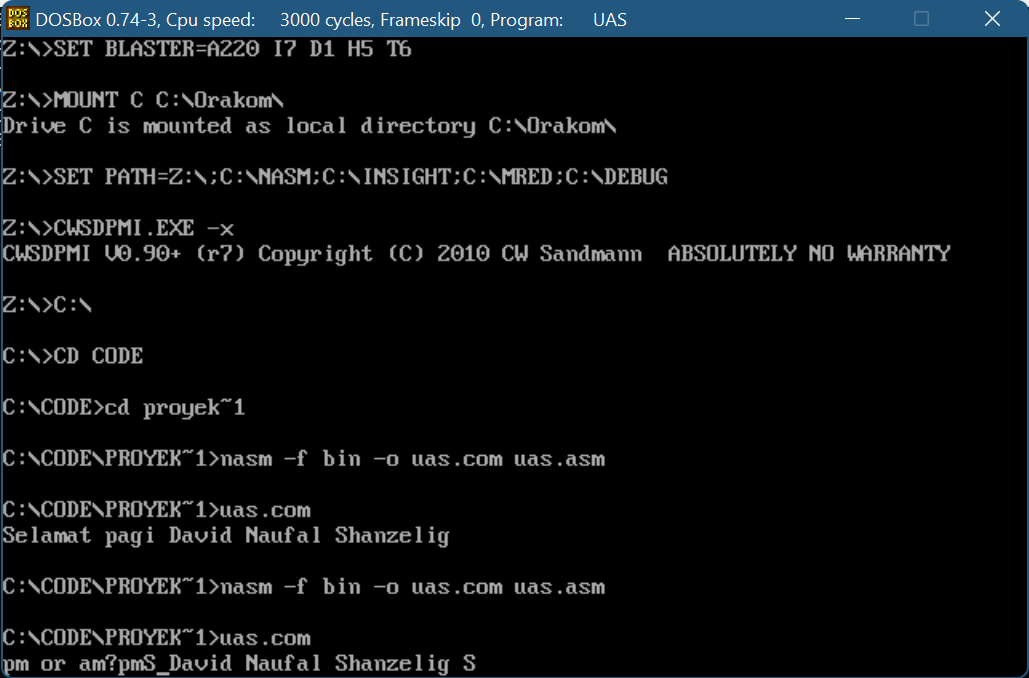 DOS BOX DOSBox 0.74-3, Cpu speed: 3000 cycles, Frameskip 0, Program: UAS
Z:\>SET BLASTER=A220 I7 D1 H5 T6
Z:\>MOUNT C C:\Orakom\
Drive C is mounted as local directory C:\Orakom\
Z:\>SET PATH=Z:\;C:\NASM;C:\INSIGHT;C:\MRED;C:\DEBUG
Z:\>CWSDPMI.EXE -x
CWSDPMI V0.90+ (r7) Copyright (C) 2010 CW Sandmann  ABSOLUTELY NO WARRANTY
Z:\>C:\
C:\>CD CODE
C:\CODE>cd proyek~1
C:\CODE\PROYEK~1>nasm -f bin -o uas.com uas.asm
C:\CODE\PROYEK~1>uas.com
Selamat pagi David Naufal Shanzelig
C:\CODE\PROYEK~1>nasm -f bin -o uas.com uas.asm
C:\CODE\PROYEK~1>uas.com
pm or am?pmS_David Naufal Shanzelig S